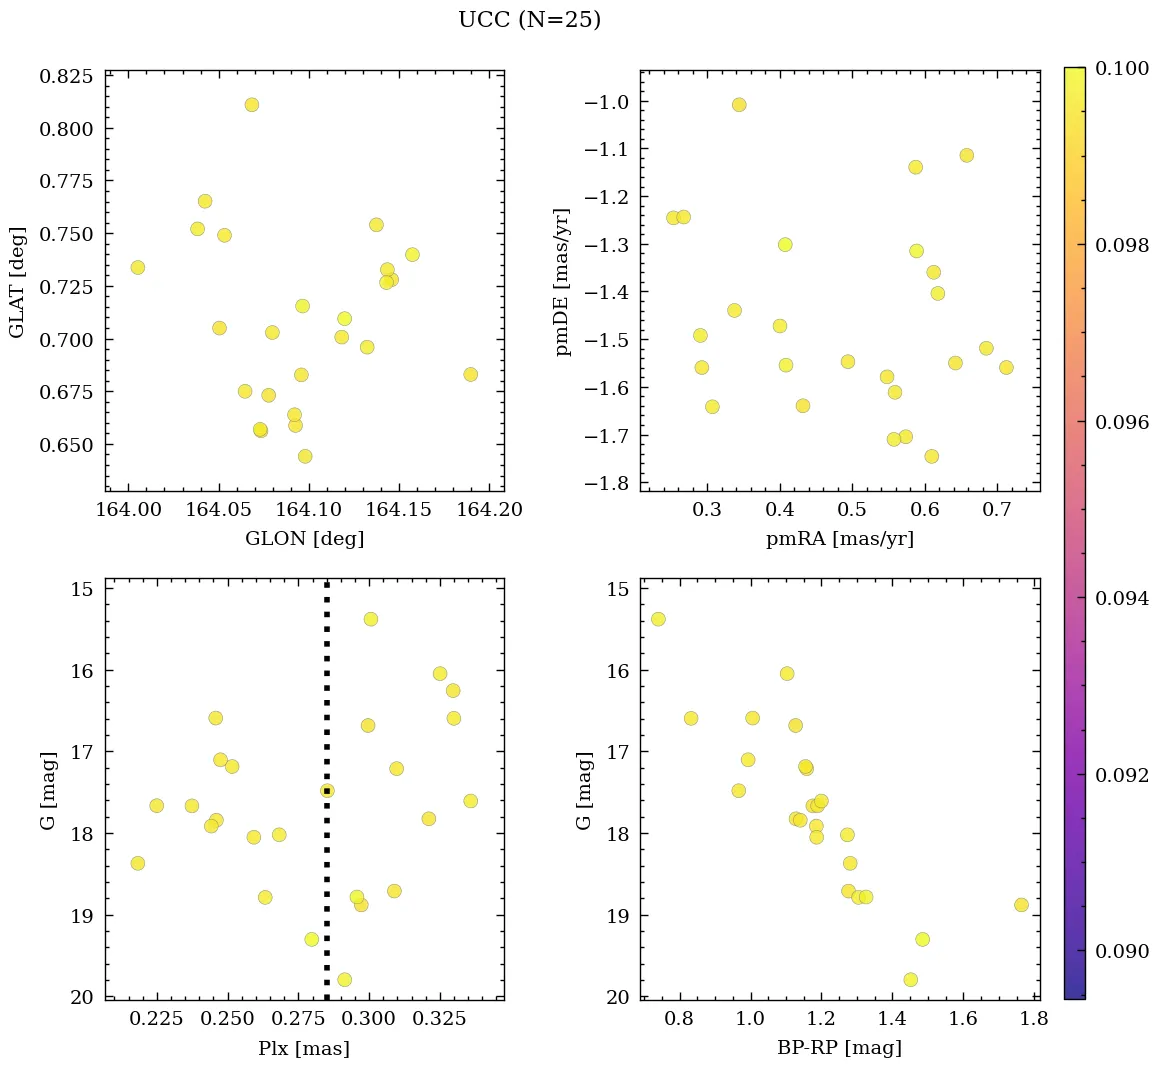 UCC (N=25)
0.825
0.800
0.775
0.750
0.725
0.700
0.675
0.650
GLAT [deg]
164.00 164.05 164.10 164.15 164.20
GLON [deg]
−1.0
−1.1
−1.2
−1.3
−1.4
−1.5
−1.6
−1.7
−1.8
pmDE [mas/yr]
0.3 0.4 0.5 0.6 0.7
pmRA [mas/yr]
15
16
17
18
19
20
G [mag]
0.225 0.250 0.275 0.300 0.325
Plx [mas]
15
16
17
18
19
20
G [mag]
0.8 1.0 1.2 1.4 1.6 1.8
BP-RP [mag]
0.100
0.098
0.096
0.094
0.092
0.090